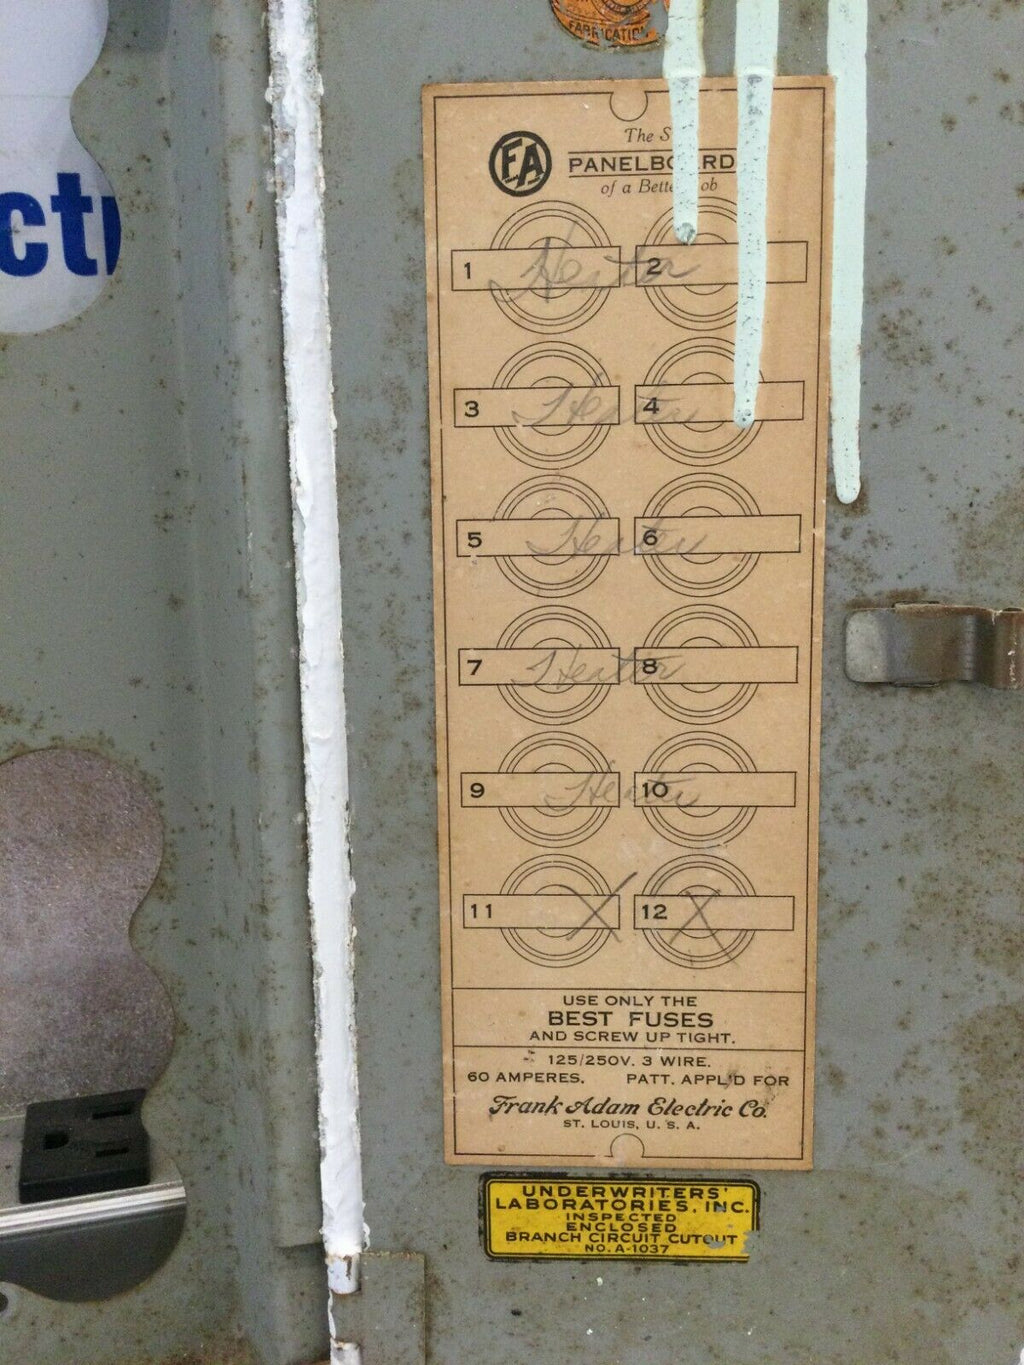 FABRICATION
ct
FA
The
PANELBOARD
of a Better Job
1 Heater 2
3 Heater 4
5 Heater 6
7 Heater 8
9 Heater 10
11 X 12 X
USE ONLY THE
BEST FUSES
AND SCREW UP TIGHT.
125/250V. 3 WIRE.
60 AMPERES. PATT. APPL'D FOR
Frank Adam Electric Co.
ST. LOUIS, U. S. A.
UNDERWRITERS'
LABORATORIES, INC.
INSPECTED
ENCLOSED
BRANCH CIRCUIT CUTOUT
NO. A-1037